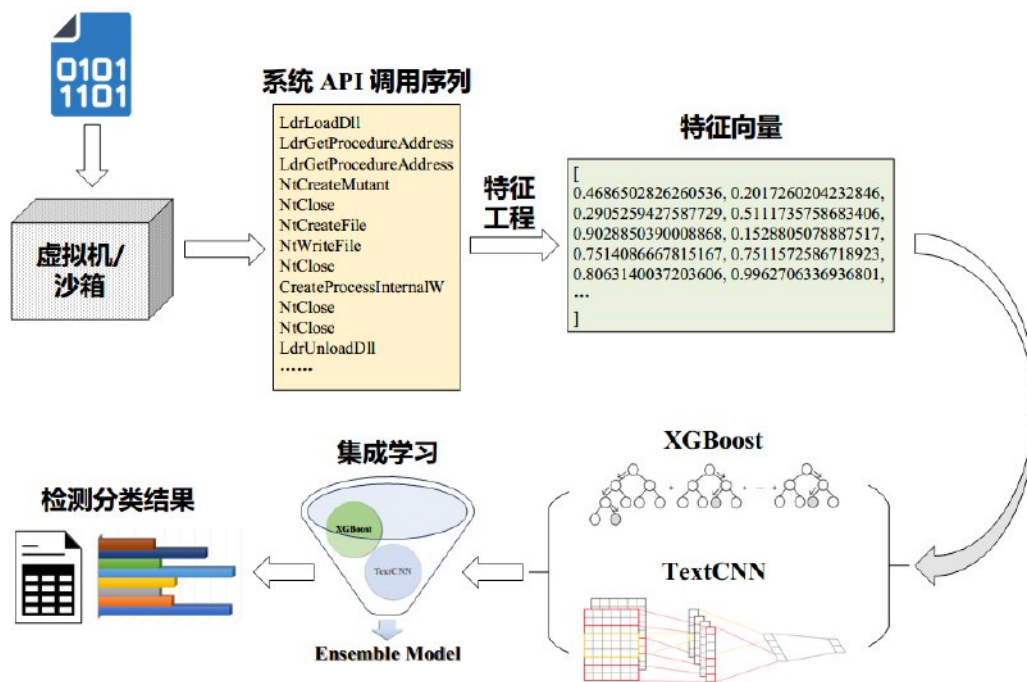 0101
1101
系统 API 调用序列
LdrLoadDll
LdrGetProcedureAddress
LdrGetProcedureAddress
NtCreateMutant
NtClose
NtCreateFile
NtWriteFile
NtClose
CreateProcessInternalW
NtClose
NtClose
LdrUnloadDll
……
虚拟机/
沙箱
特征
工程
特征向量
[
0.4686502826260536, 0.2017260204232846,
0.2905259427587729, 0.5111735758683406,
0.9028850390008868, 0.1528805078887517,
0.7514086667815167, 0.7511572586718923,
0.8063140037203606, 0.9962706336936801,
...
]
XGBoost
+ + ... +
TextCNN
集成学习
XGBoost
TextCNN
Ensemble Model
检测分类结果